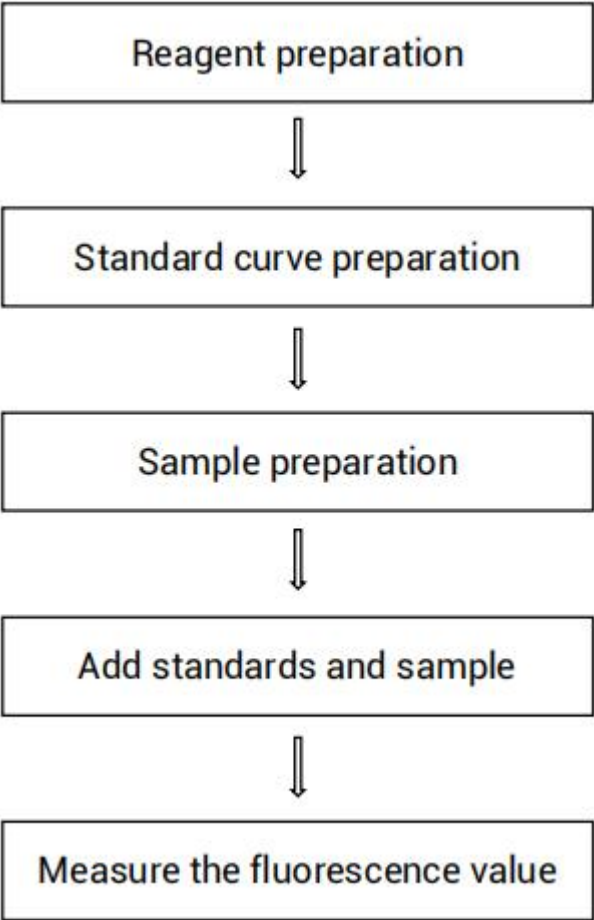 Reagent preparation
Standard curve preparation
Sample preparation
Add standards and sample
Measure the fluorescence value